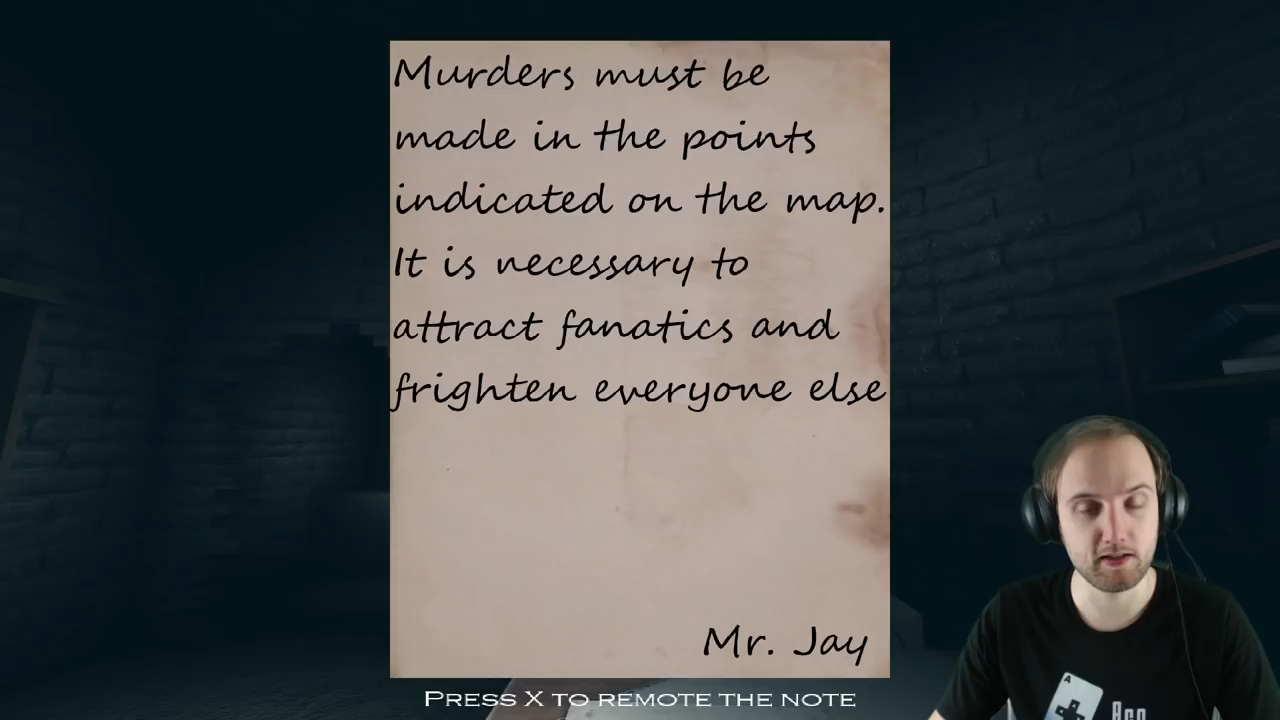 Murders must be
made in the points
indicated on the map.
It is necessary to
attract fanatics and
frighten everyone else
Mr. Jay
PRESS X TO REMOTE THE NOTE
A